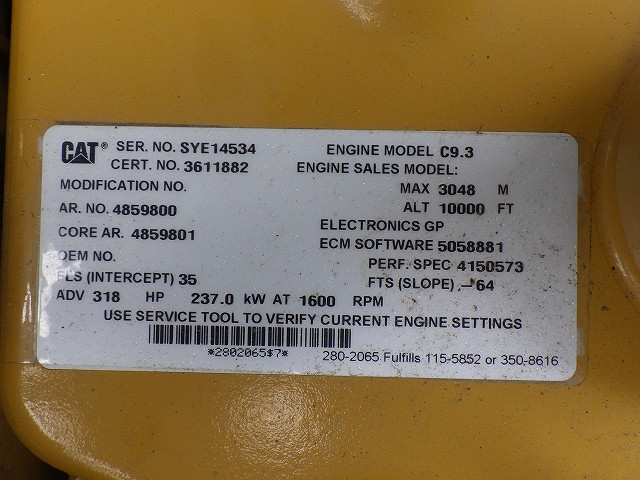 CAT® SER. NO. SYE14534 ENGINE MODEL C9.3
CERT. NO. 3611882 ENGINE SALES MODEL:
MODIFICATION NO. MAX 3048 M
AR. NO. 4859800 ALT 10000 FT
CORE AR. 4859801 ELECTRONICS GP
ECM SOFTWARE 5058881
OEM NO. PERF. SPEC 4150573
FLS (INTERCEPT) 35 FTS (SLOPE) -64
ADV 318 HP 237.0 kW AT 1600 RPM
USE SERVICE TOOL TO VERIFY CURRENT ENGINE SETTINGS
*2802065$7* 280-2065 Fulfills 115-5852 or 350-8616